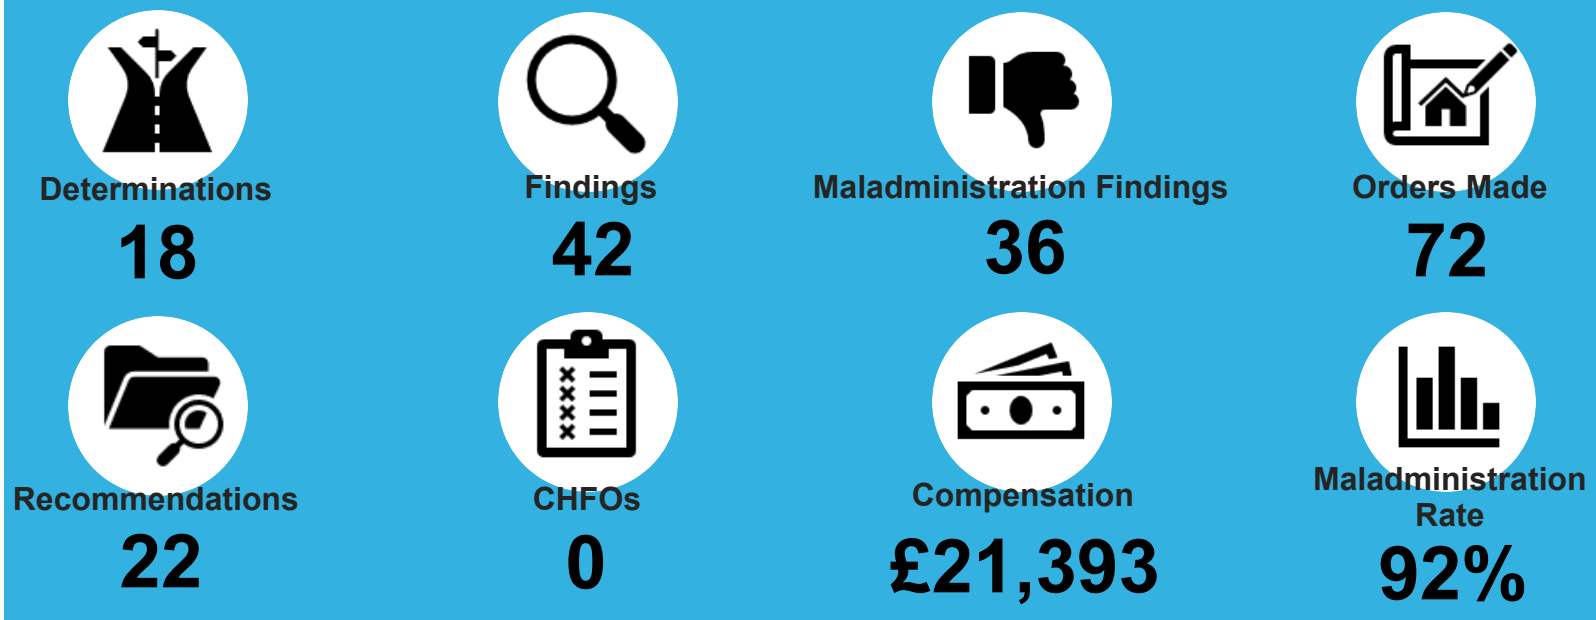 Determinations
18
Findings
42
Maladministration Findings
36
Orders Made
72
Recommendations
22
CHFOs
0
Compensation
£21,393
Maladministration
Rate
92%